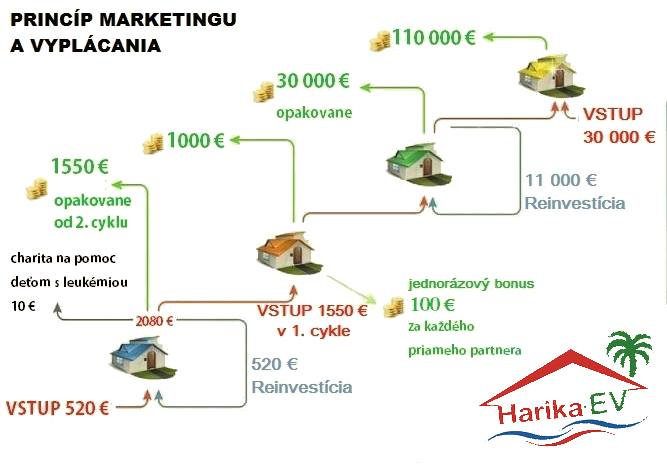 PRINCÍP MARKETINGU
A VYPLÁCANIA
110 000 €
30 000 €
opakovane
VSTUP
30 000 €
1000 €
1550 €
opakovane
od 2. cyklu
11 000 €
Reinvestícia
charita na pomoc
deťom s leukémiou
10 €
jednorázový bonus
100 €
za každého
priameho partnera
VSTUP 1550 €
v 1. cykle
2080 €
520 €
Reinvestícia
VSTUP 520 €
Harika EV